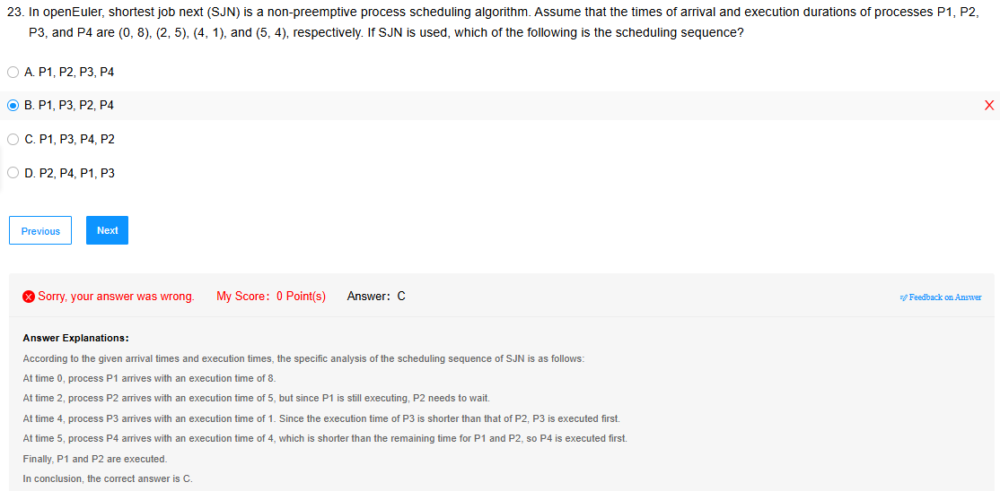 23. In openEuler, shortest job next (SJN) is a non-preemptive process scheduling algorithm. Assume that the times of arrival and execution durations of processes P1, P2,
P3, and P4 are (0, 8), (2, 5), (4, 1), and (5, 4), respectively. If SJN is used, which of the following is the scheduling sequence?
A. P1, P2, P3, P4
B. P1, P3, P2, P4
C. P1, P3, P4, P2
D. P2, P4, P1, P3
Previous Next
Sorry, your answer was wrong. My Score: 0 Point(s) Answer: C Feedback on Answer
Answer Explanations:
According to the given arrival times and execution times, the specific analysis of the scheduling sequence of SJN is as follows:
At time 0, process P1 arrives with an execution time of 8.
At time 2, process P2 arrives with an execution time of 5, but since P1 is still executing, P2 needs to wait.
At time 4, process P3 arrives with an execution time of 1. Since the execution time of P3 is shorter than that of P2, P3 is executed first.
At time 5, process P4 arrives with an execution time of 4, which is shorter than the remaining time for P1 and P2, so P4 is executed first.
Finally, P1 and P2 are executed.
In conclusion, the correct answer is C.